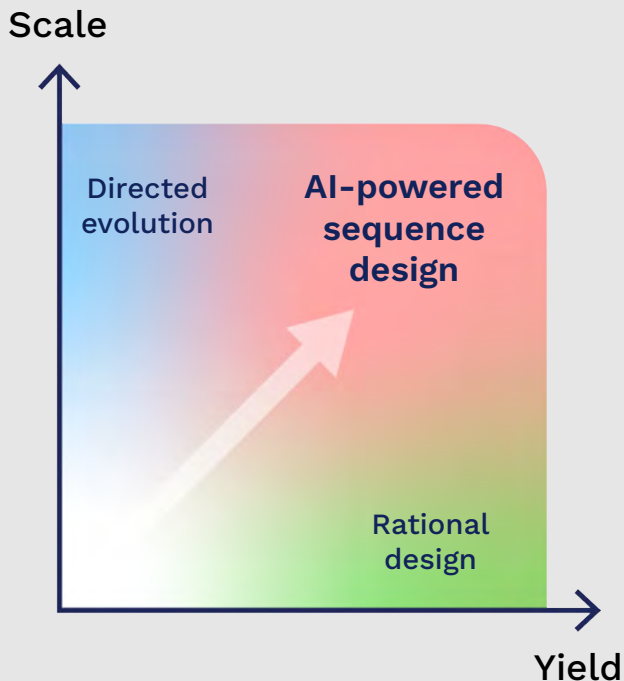 Scale
Directed
evolution
AI-powered
sequence
design
Rational
design
Yield